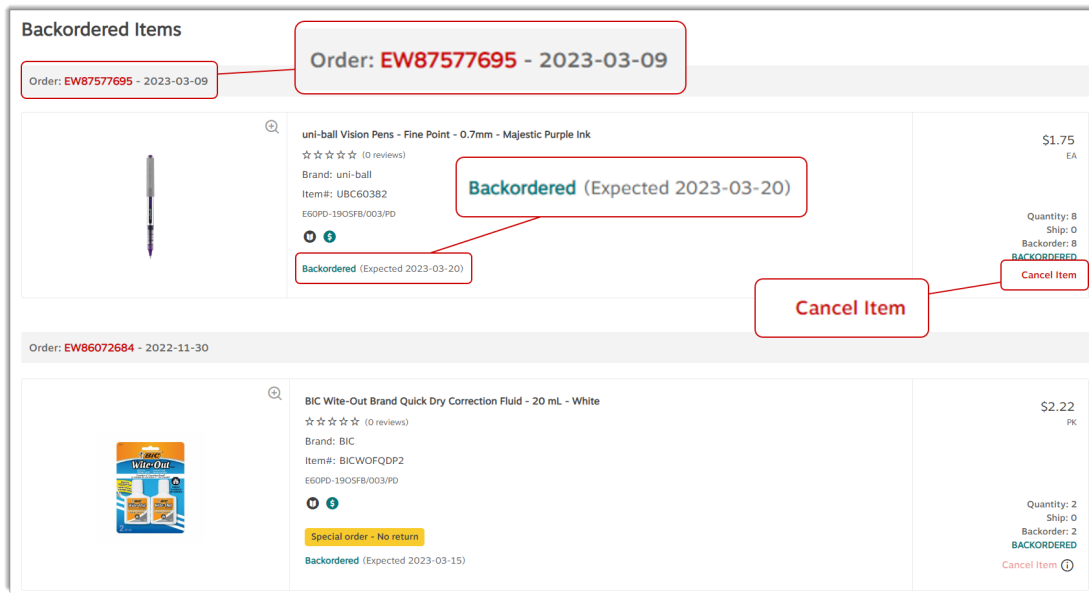 Backordered Items
Order: EW87577695 - 2023-03-09
Order: EW87577695 - 2023-03-09
uni-ball Vision Pens - Fine Point - 0.7mm - Majestic Purple Ink
(0 reviews)
Brand: uni-ball
Item#: UBC60382
E60PD-19OSFB/003/PD
$
Backordered (Expected 2023-03-20)
Backordered (Expected 2023-03-20)
$1.75
EA
Quantity: 8
Ship: 0
Backorder: 8
BACKORDERED
Cancel Item
Cancel Item
Order: EW86072684 - 2022-11-30
BIC
Wite·Out
BIC Wite-Out Brand Quick Dry Correction Fluid - 20 mL - White
(0 reviews)
Brand: BIC
Item#: BICWOFQDP2
E60PD-19OSFB/003/PD
$
Special order - No return
Backordered (Expected 2023-03-15)
$2.22
PK
Quantity: 2
Ship: 0
Backorder: 2
BACKORDERED
Cancel Item